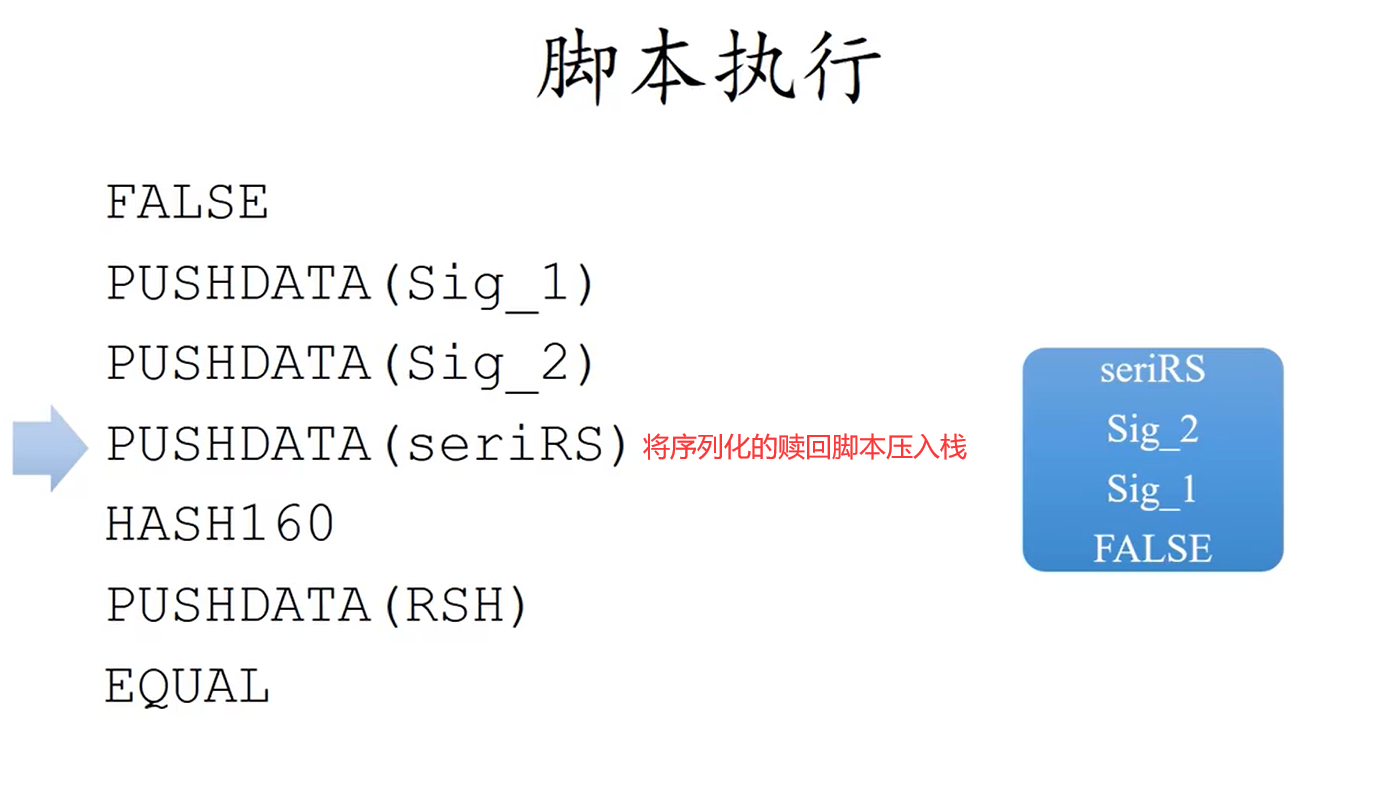 脚本执行
FALSE
PUSHDATA(Sig_1)
PUSHDATA(Sig_2)
PUSHDATA(seriRS) 将序列化的赎回脚本压入栈
HASH160
PUSHDATA(RSH)
EQUAL
seriRS
Sig_2
Sig_1
FALSE